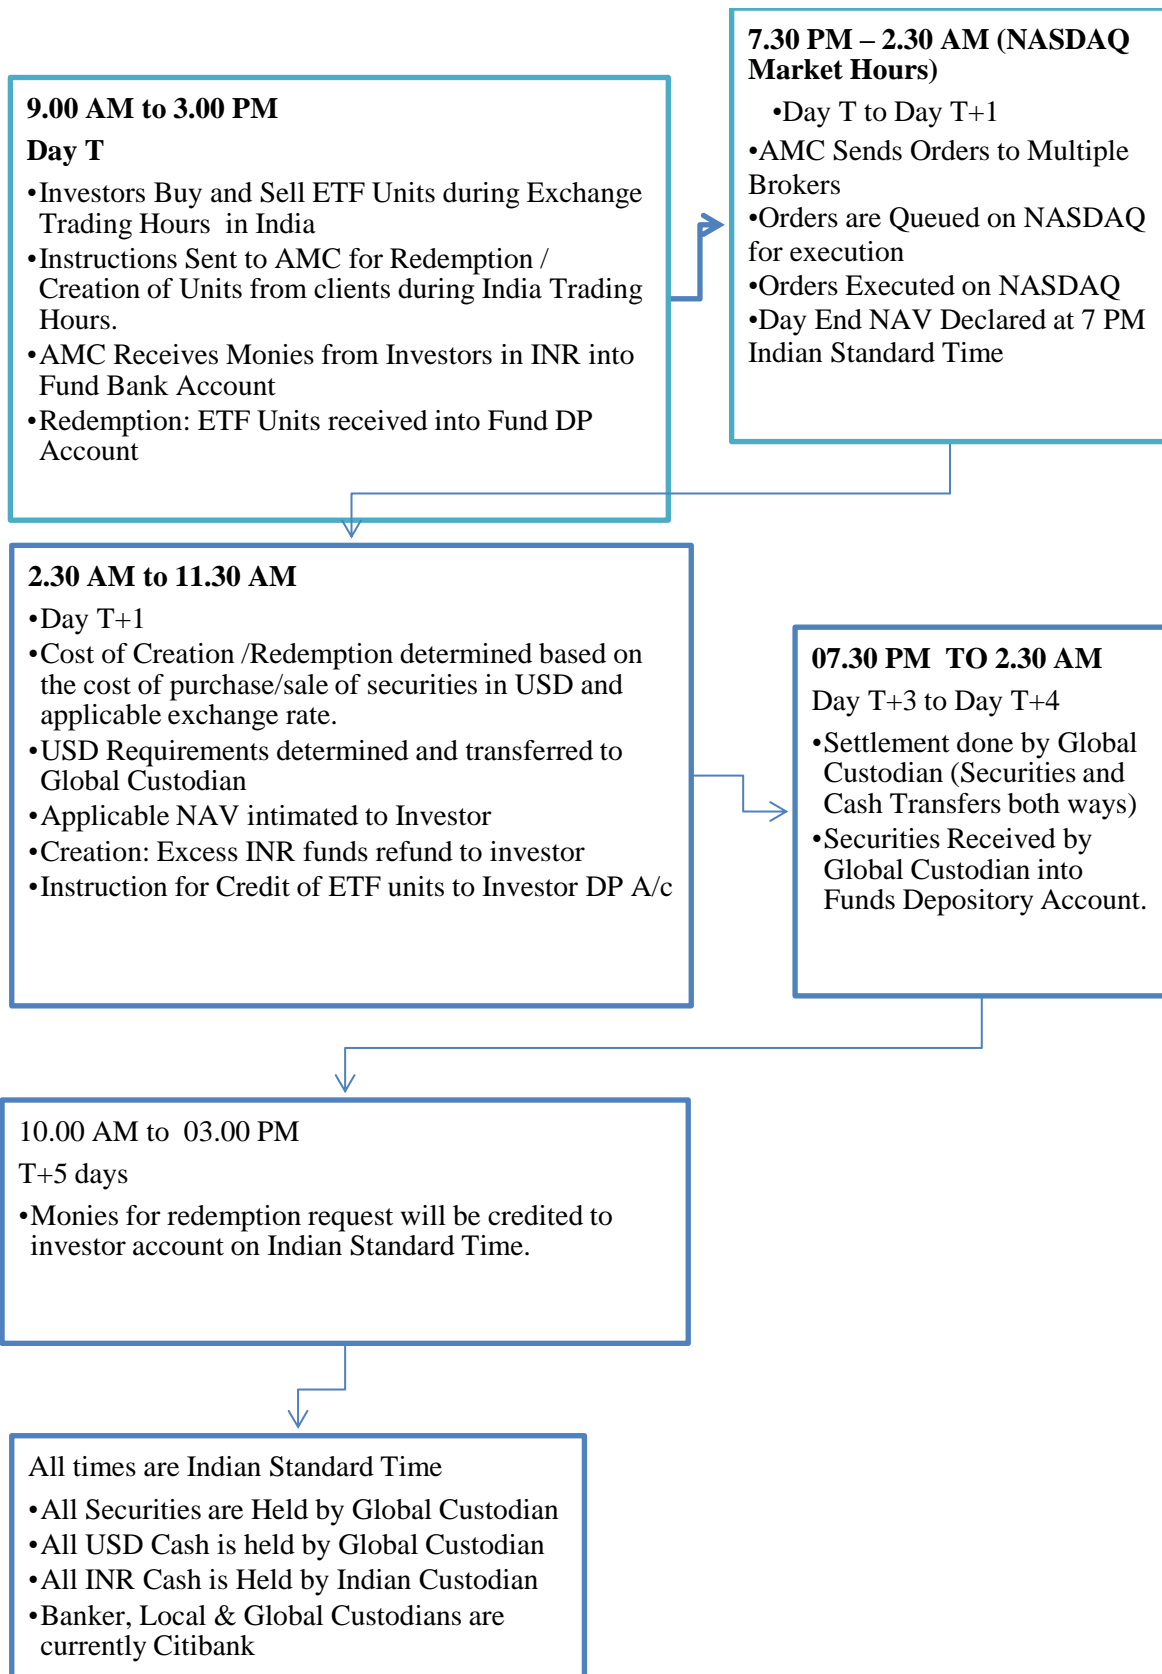 9.00 AM to 3.00 PM
Day T
•Investors Buy and Sell ETF Units during Exchange
Trading Hours in India
•Instructions Sent to AMC for Redemption /
Creation of Units from clients during India Trading
Hours.
•AMC Receives Monies from Investors in INR into
Fund Bank Account
•Redemption: ETF Units received into Fund DP
Account
7.30 PM – 2.30 AM (NASDAQ
Market Hours)
•Day T to Day T+1
•AMC Sends Orders to Multiple
Brokers
•Orders are Queued on NASDAQ
for execution
•Orders Executed on NASDAQ
•Day End NAV Declared at 7 PM
Indian Standard Time
2.30 AM to 11.30 AM
•Day T+1
•Cost of Creation /Redemption determined based on
the cost of purchase/sale of securities in USD and
applicable exchange rate.
•USD Requirements determined and transferred to
Global Custodian
•Applicable NAV intimated to Investor
•Creation: Excess INR funds refund to investor
•Instruction for Credit of ETF units to Investor DP A/c
07.30 PM TO 2.30 AM
Day T+3 to Day T+4
•Settlement done by Global
Custodian (Securities and
Cash Transfers both ways)
•Securities Received by
Global Custodian into
Funds Depository Account.
10.00 AM to 03.00 PM
T+5 days
•Monies for redemption request will be credited to
investor account on Indian Standard Time.
All times are Indian Standard Time
•All Securities are Held by Global Custodian
•All USD Cash is held by Global Custodian
•All INR Cash is Held by Indian Custodian
•Banker, Local & Global Custodians are
currently Citibank